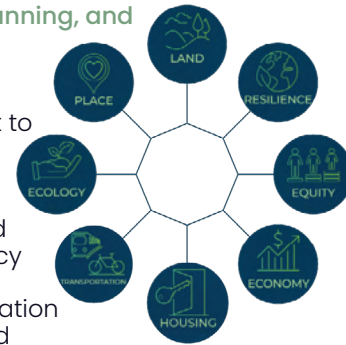 anning, and
LAND
PLACE
RESILIENCE
t to
ECOLOGY
EQUITY
d
cy
TRANSPORTATION
ECONOMY
ation
HOUSING
d